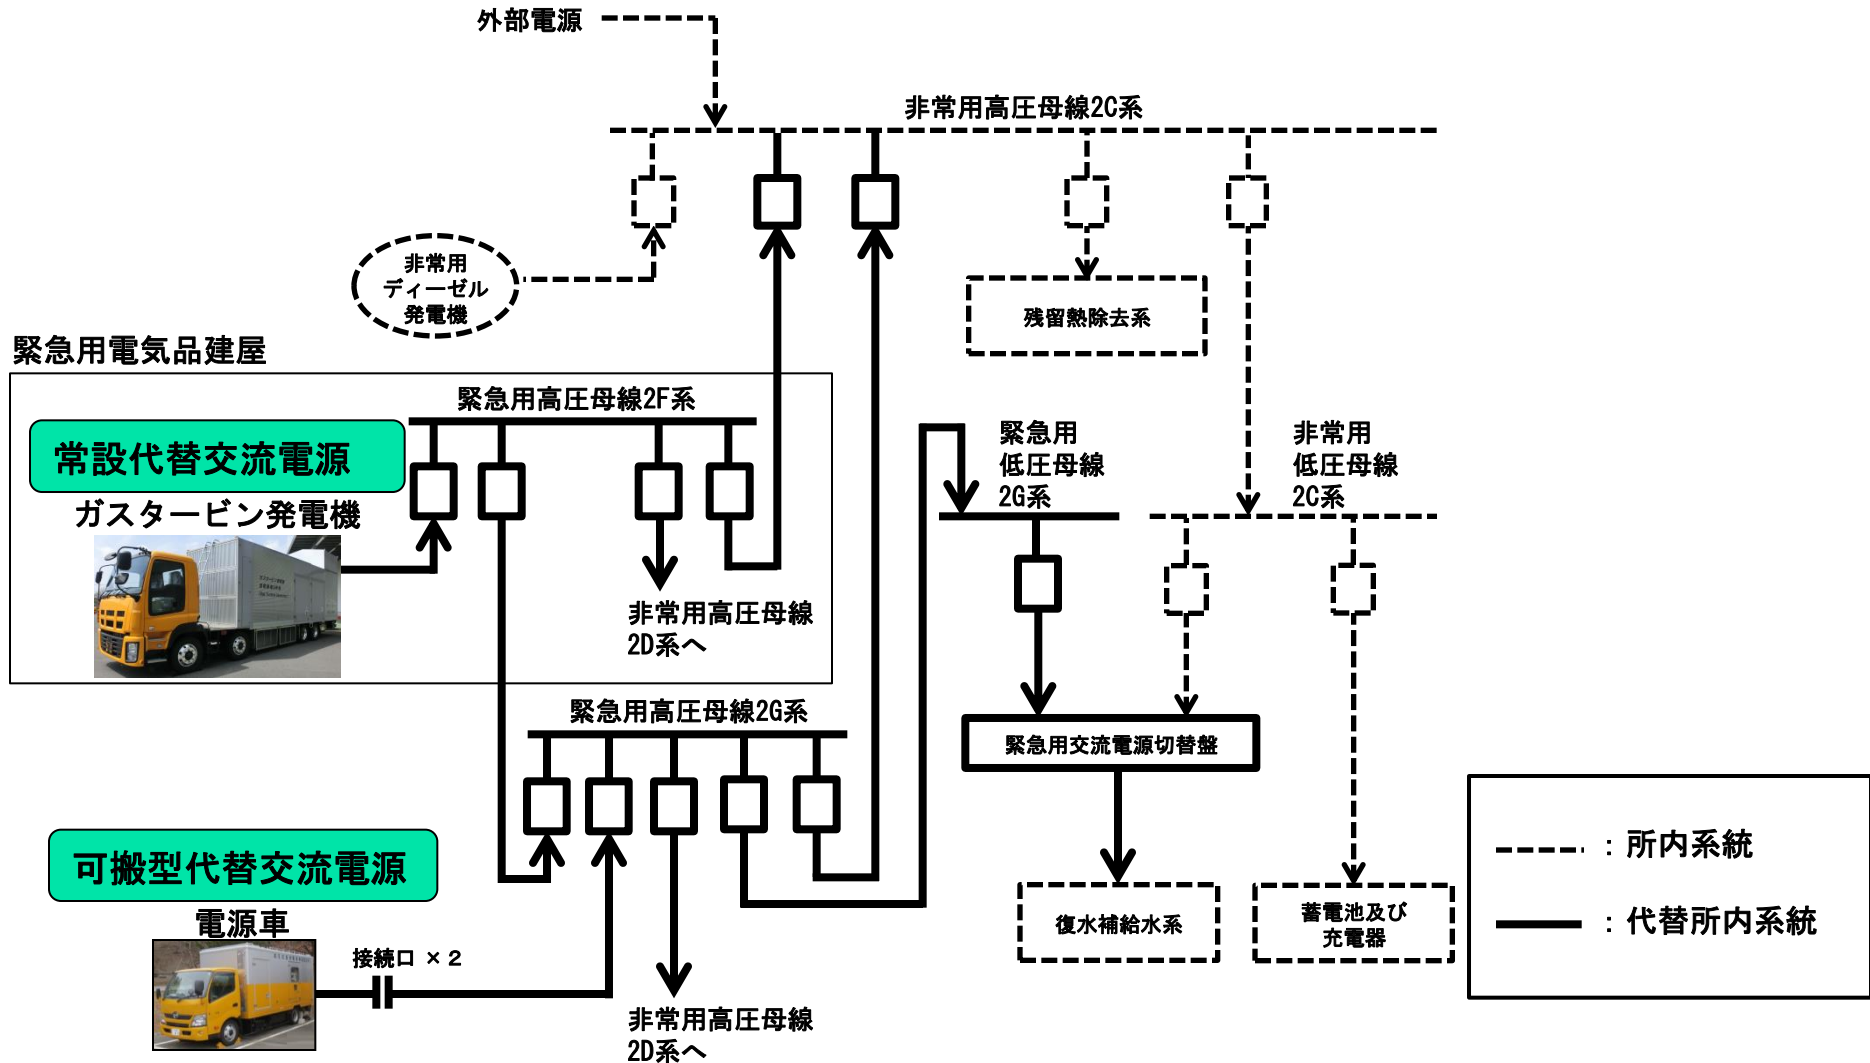 外部電源
非常用高圧母線2C系
非常用
ディーゼル
発電機
残留熱除去系
緊急用電気品建屋
緊急用高圧母線2F系
常設代替交流電源
ガスタービン発電機
非常用高圧母線
2D系へ
緊急用
低圧母線
2G系
非常用
低圧母線
2C系
緊急用高圧母線2G系
緊急用交流電源切替盤
可搬型代替交流電源
電源車
接続口 ×2
非常用高圧母線
2D系へ
復水補給水系
蓄電池及び
充電器
：所内系統
：代替所内系統